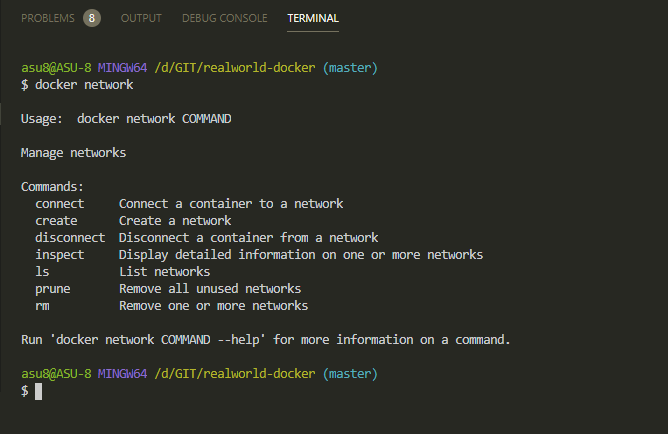 PROBLEMS 8 OUTPUT DEBUG CONSOLE TERMINAL
asu8@ASU-8 MINGW64 /d/GIT/realworld-docker (master)
$ docker network
Usage:  docker network COMMAND
Manage networks
Commands:
  connect     Connect a container to a network
  create      Create a network
  disconnect  Disconnect a container from a network
  inspect     Display detailed information on one or more networks
  ls          List networks
  prune       Remove all unused networks
  rm          Remove one or more networks
Run 'docker network COMMAND --help' for more information on a command.
asu8@ASU-8 MINGW64 /d/GIT/realworld-docker (master)
$